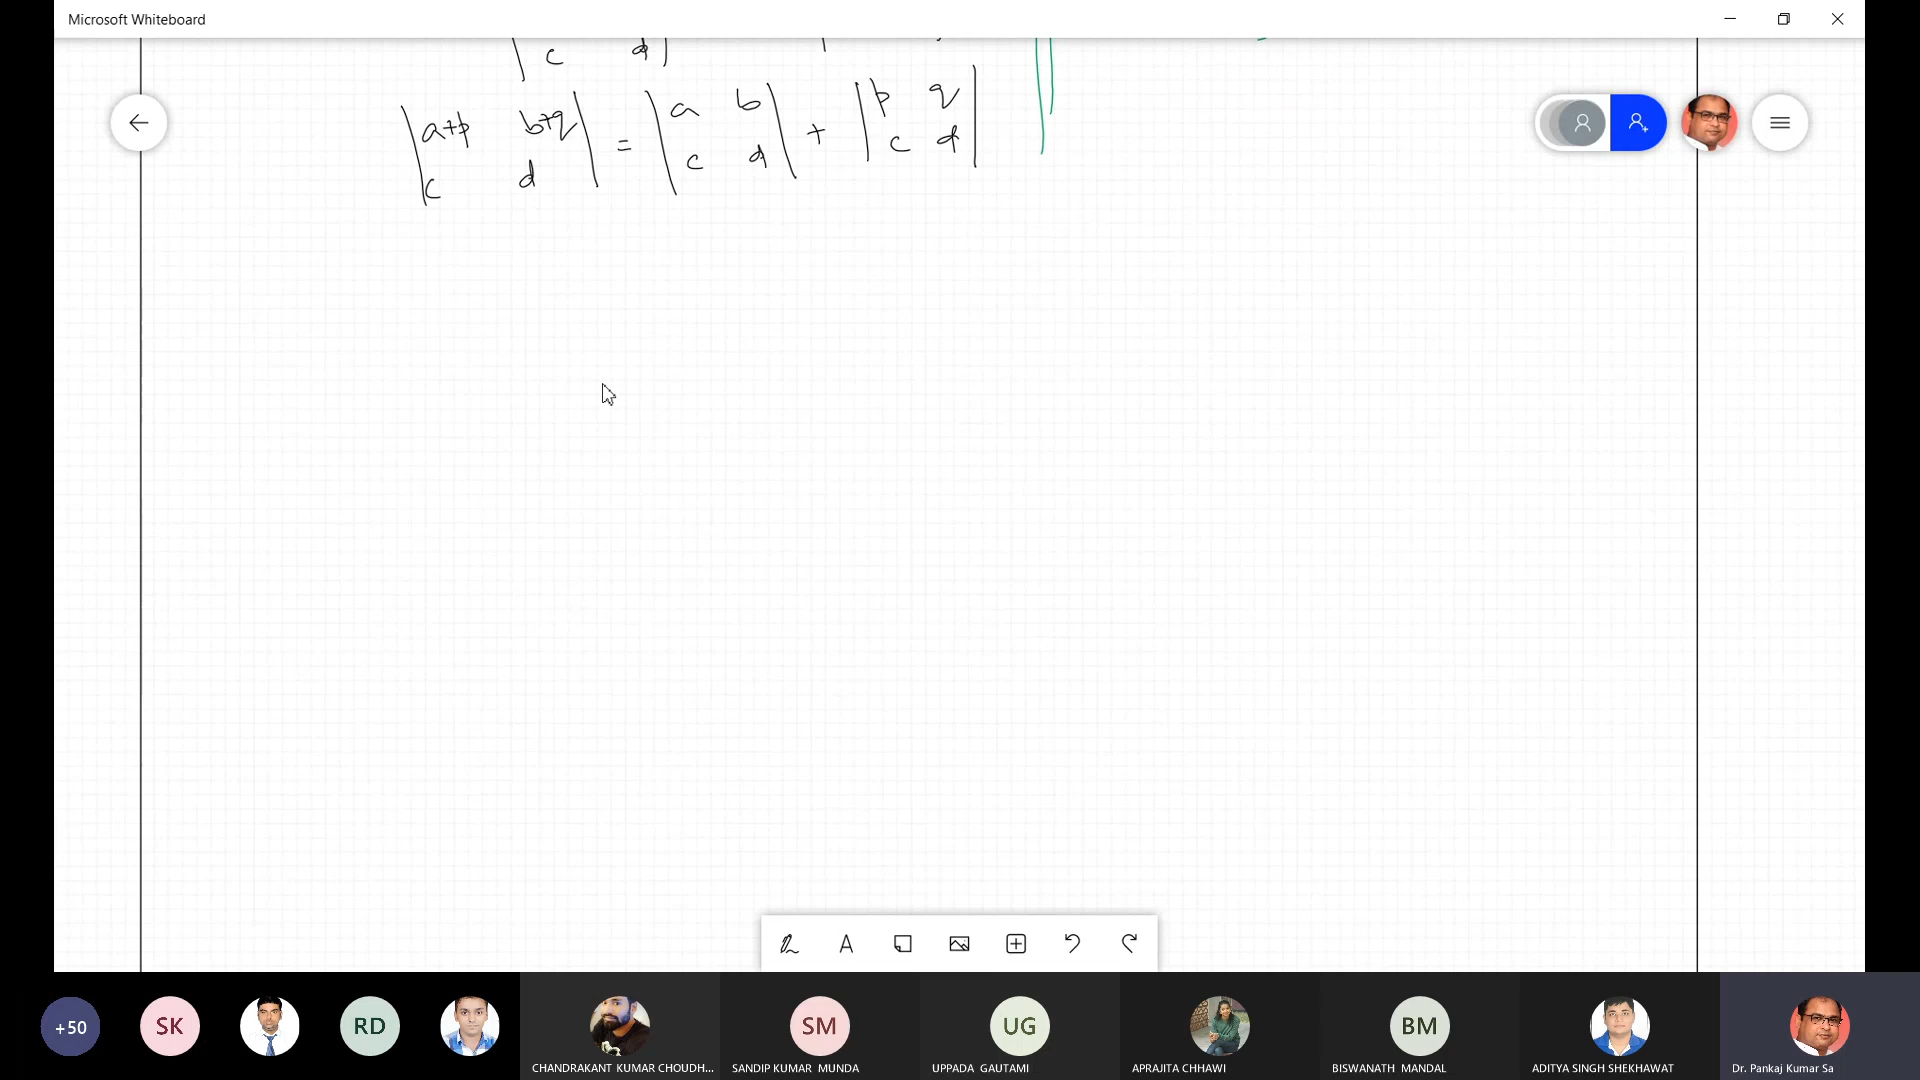 Microsoft Whiteboard
c d
|a+p b+q| = |a b| + |p q|
|c d| |c d| |c d|
+50
SK
RD
SM
UG
BM
CHANDRAKANT KUMAR CHOUDH...
SANDIP KUMAR MUNDA
UPPADA GAUTAMI
APRAJITA CHHAWI
BISWANATH MANDAL
ADITYA SINGH SHEKHAWAT
Dr. Pankaj Kumar Sa